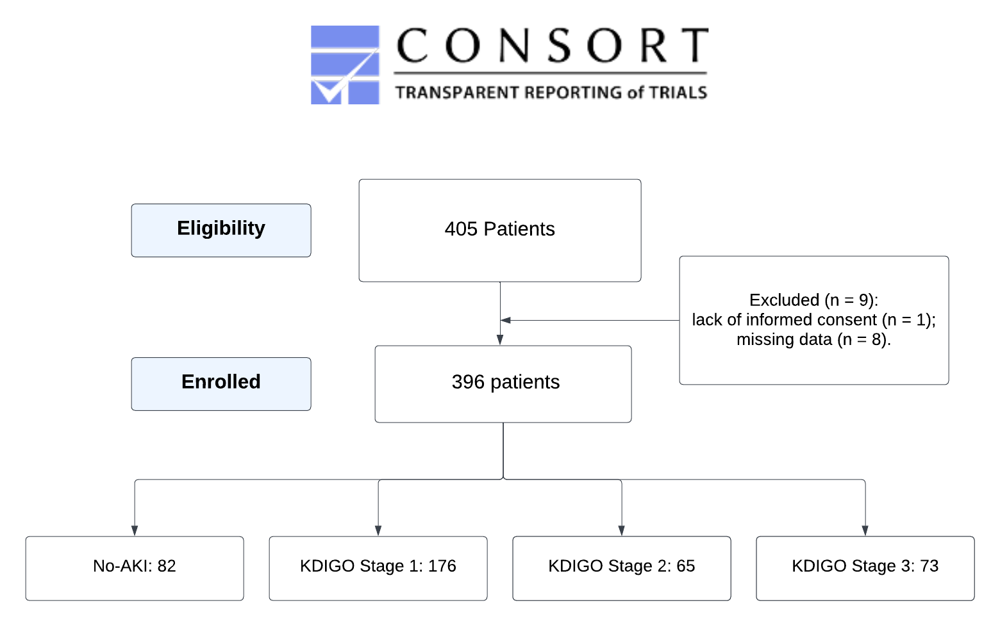 CONSORT
TRANSPARENT REPORTING of TRIALS
Eligibility
405 Patients
Excluded (n = 9):
lack of informed consent (n = 1);
missing data (n = 8).
Enrolled
396 patients
No-AKI: 82
KDIGO Stage 1: 176
KDIGO Stage 2: 65
KDIGO Stage 3: 73